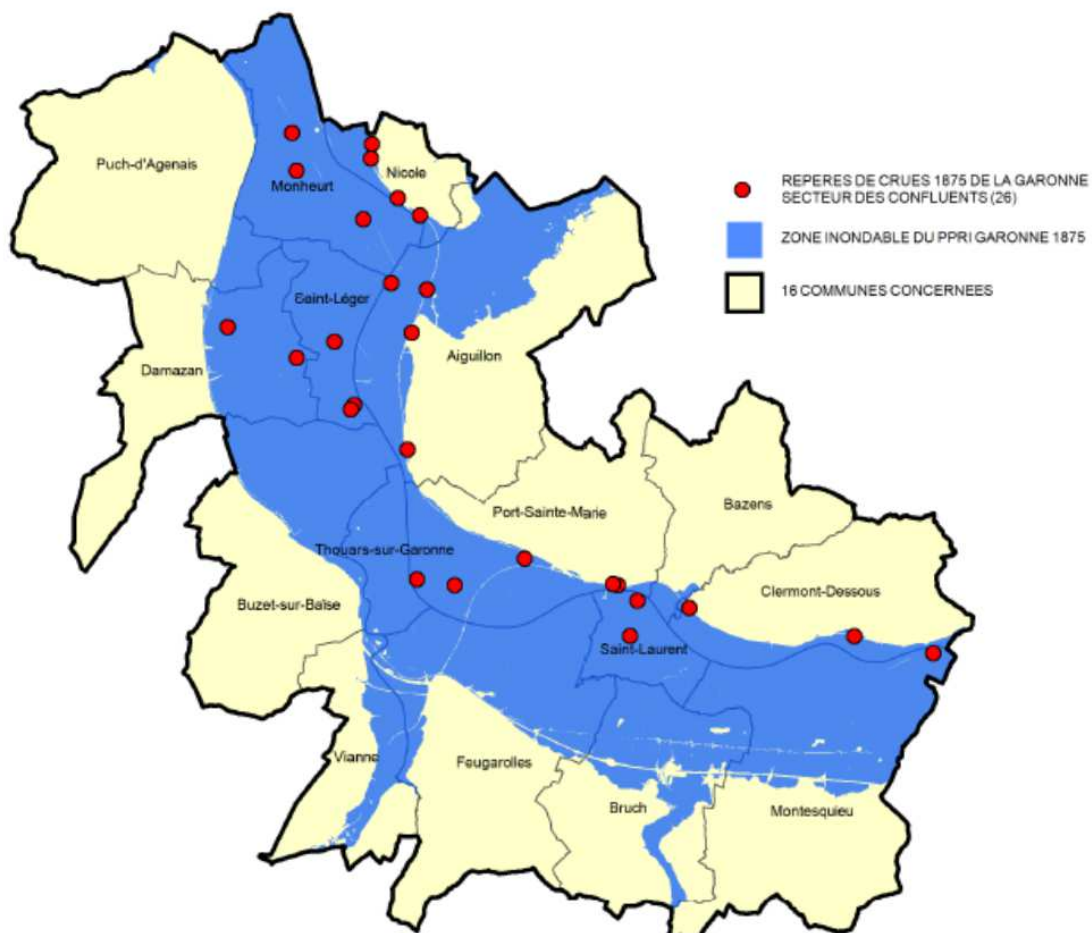 Puch-d'Agenais
Nicole
Monheurt
REPERES DE CRUES 1875 DE LA GARONNE
SECTEUR DES CONFLUENTS (26)
ZONE INONDABLE DU PPRI GARONNE 1875
16 COMMUNES CONCERNEES
Saint-Léger
Damazan
Aiguillon
Port-Sainte-Marie
Bazens
Thouars-sur-Garonne
Buzet-sur-Baïse
Clermont-Dessous
Saint-Laurent
Vianne
Feugarolles
Bruch
Montesquieu